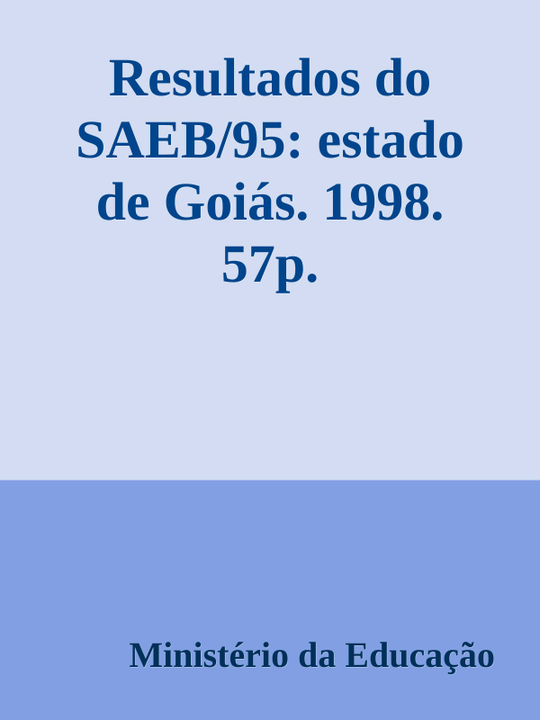 Resultados do
SAEB/95: estado
de Goiás. 1998.
57p.
Ministério da Educação